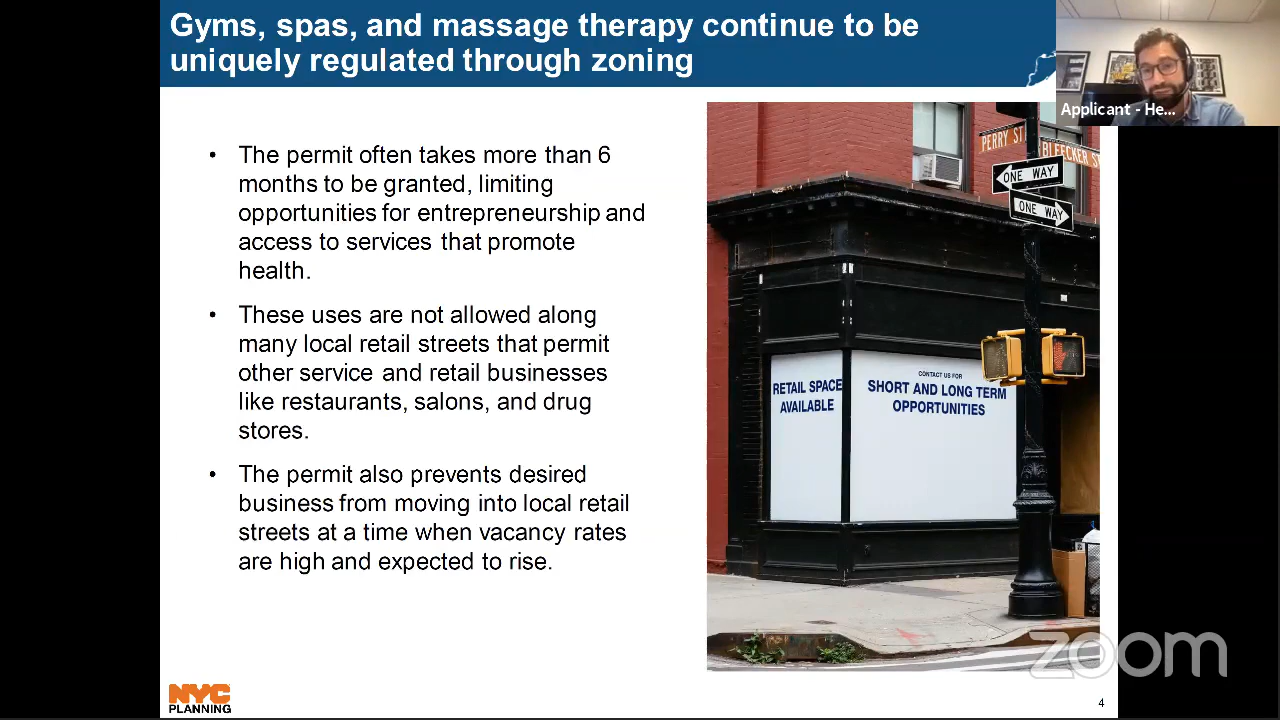 Gyms, spas, and massage therapy continue to be
uniquely regulated through zoning
Applicant - He...
• The permit often takes more than 6
months to be granted, limiting
opportunities for entrepreneurship and
access to services that promote
health.
• These uses are not allowed along
many local retail streets that permit
other service and retail businesses
like restaurants, salons, and drug
stores.
• The permit also prevents desired
business from moving into local retail
streets at a time when vacancy rates
are high and expected to rise.
PERRY ST
BLEECKER ST
ONE WAY
ONE WAY
RETAIL SPACE
AVAILABLE
CONTACT US FOR
SHORT AND LONG TERM
OPPORTUNITIES
zoom
NYC
PLANNING
4